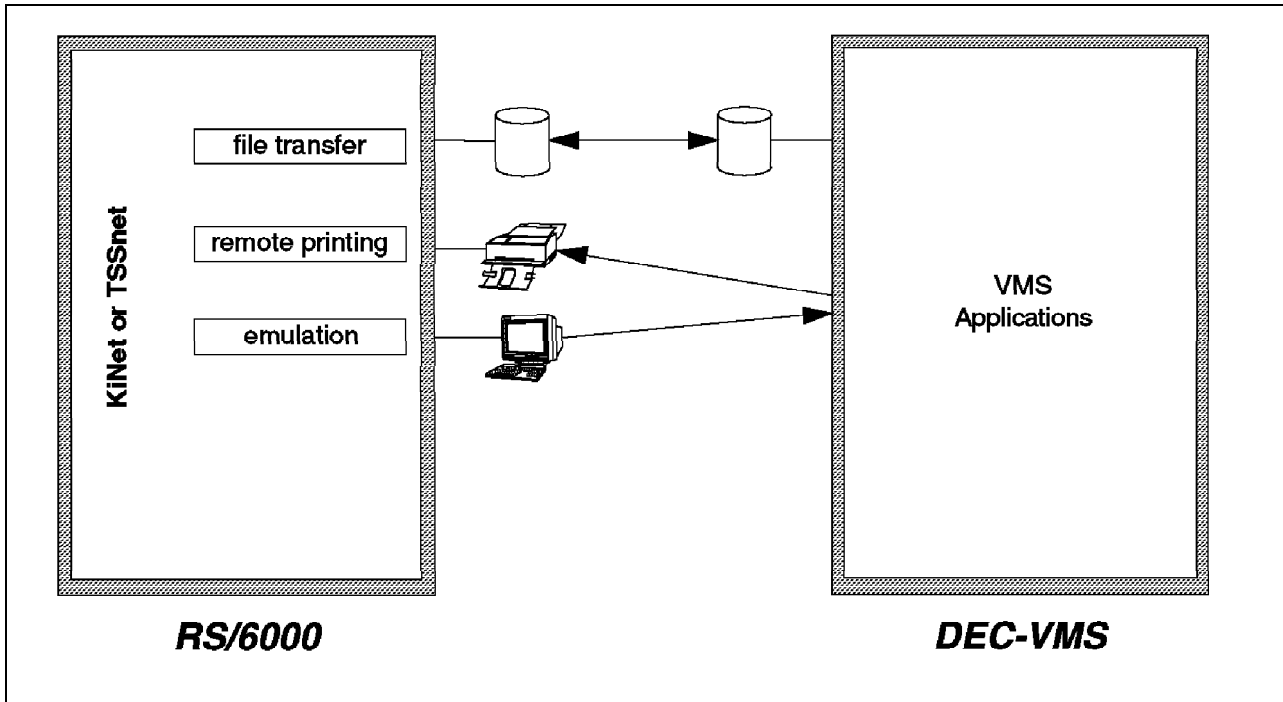 KiNet or TSSnet
file transfer
remote printing
emulation
VMS
Applications
RS/6000
DEC-VMS